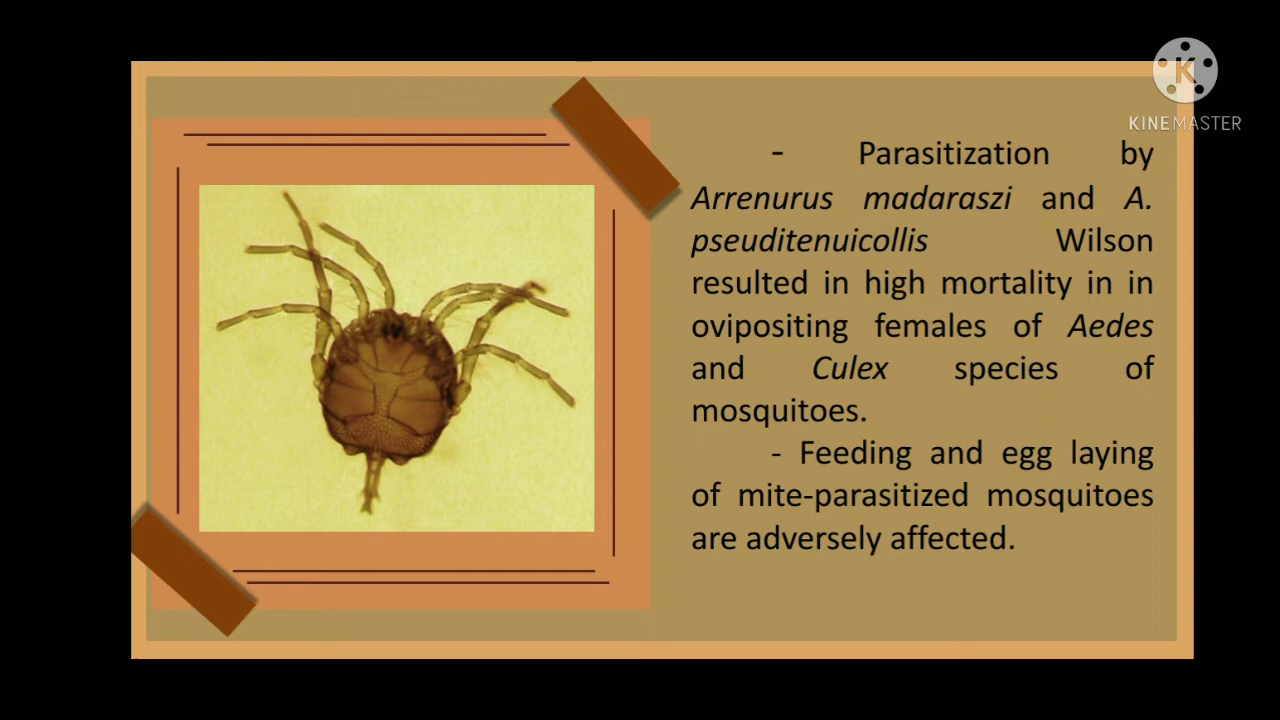 KINEMASTER
- Parasitization by
Arrenurus madaraszi and A.
pseuditenuicollis Wilson
resulted in high mortality in in
ovipositing females of Aedes
and Culex species of
mosquitoes.
- Feeding and egg laying
of mite-parasitized mosquitoes
are adversely affected.